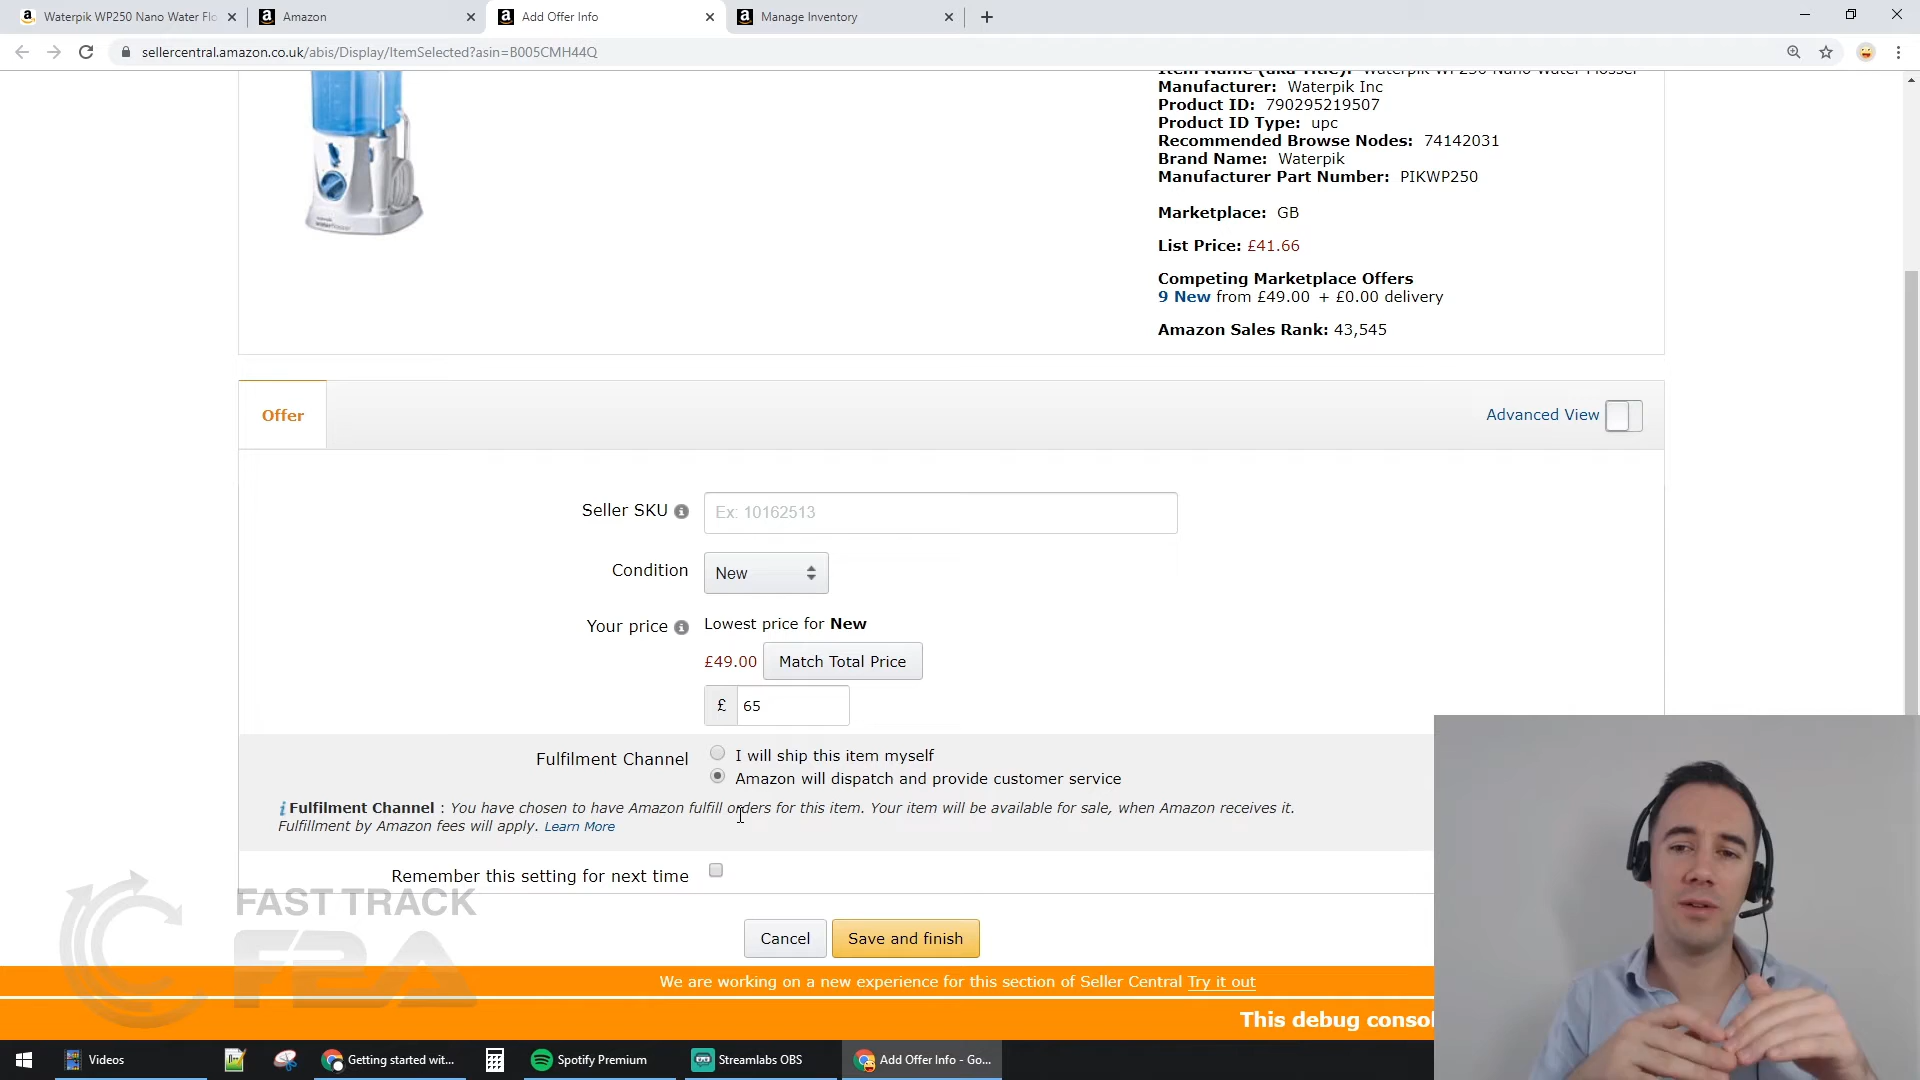 Waterpik WP250 Nano Water Flo
Amazon
Add Offer Info
Manage Inventory
sellercentral.amazon.co.uk/abis/Display/ItemSelected?asin=B005CMH44Q
Item Name (aka Title): Waterpik WP250 Nano Water Flosser
Manufacturer: Waterpik Inc
Product ID: 790295219507
Product ID Type: upc
Recommended Browse Nodes: 74142031
Brand Name: Waterpik
Manufacturer Part Number: PIKWP250
Marketplace: GB
List Price: £41.66
Competing Marketplace Offers
9 New from £49.00 + £0.00 delivery
Amazon Sales Rank: 43,545
Offer
Advanced View
Seller SKU
Ex: 10162513
Condition
New
Your price
Lowest price for New
£49.00 Match Total Price
£ 65
Fulfilment Channel
I will ship this item myself
Amazon will dispatch and provide customer service
Fulfilment Channel : You have chosen to have Amazon fulfill orders for this item. Your item will be available for sale, when Amazon receives it.
Fulfillment by Amazon fees will apply. Learn More
Remember this setting for next time
FAST TRACK
FBA
Cancel
Save and finish
We are working on a new experience for this section of Seller Central Try it out
This debug consol
Videos
Getting started wit...
Spotify Premium
Streamlabs OBS
Add Offer Info - Go...